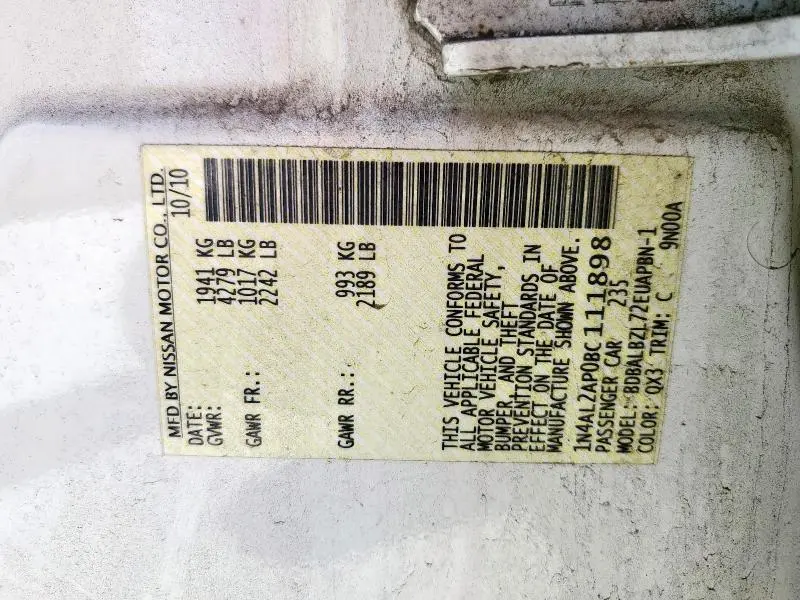 MFD BY NISSAN MOTOR CO., LTD.
DATE: 10/10
GVWR: 1941 KG
4279 LB
GAWR FR.: 1017 KG
2242 LB
GAWR RR.: 993 KG
2189 LB
THIS VEHICLE CONFORMS TO
ALL APPLICABLE FEDERAL
MOTOR VEHICLE SAFETY,
BUMPER, AND THEFT
PREVENTION STANDARDS IN
EFFECT ON THE DATE OF
MANUFACTURE SHOWN ABOVE.
1N4AL2AP0BC111898
PASSENGER CAR 235
MODEL: BDBALBZL72EUAPBN-1
COLOR: QX3 TRIM: C 9N00A